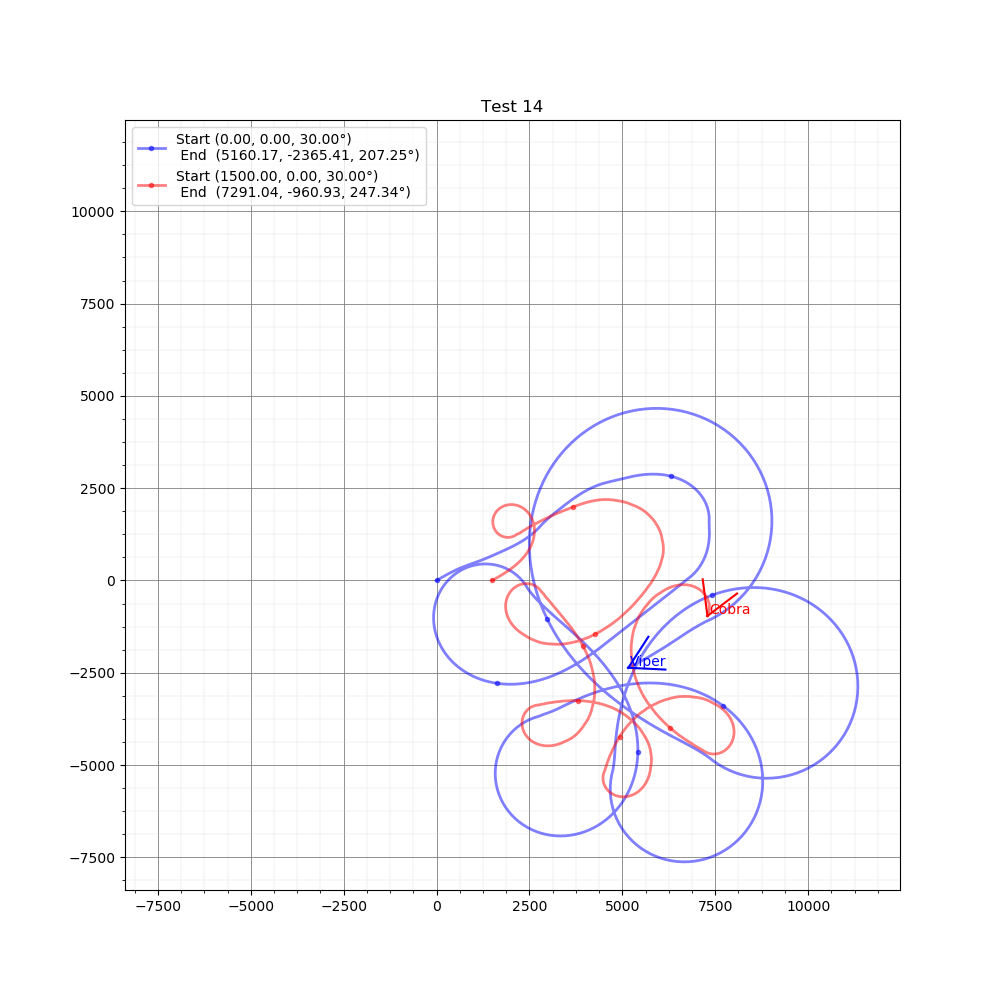 Test 14
Start (0.00, 0.00, 30.00°)
End (5160.17, -2365.41, 207.25°)
Start (1500.00, 0.00, 30.00°)
End (7291.04, -960.93, 247.34°)
10000
7500
5000
2500
0
−2500
−5000
−7500
Cobra
Viper
−7500
−5000
−2500
0
2500
5000
7500
10000